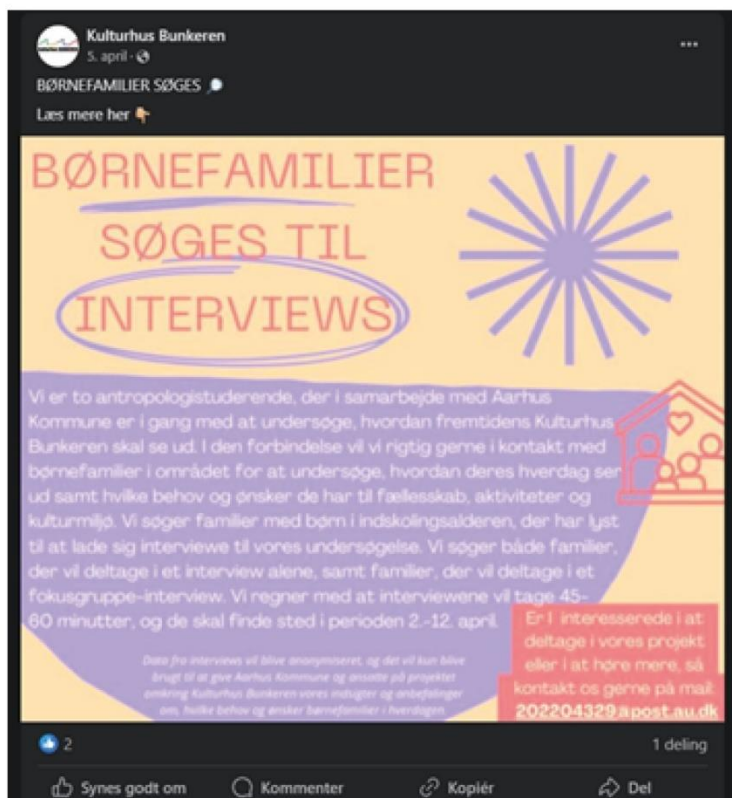 Kulturhus Bunkeren
5. april
BØRNEFAMILIER SØGES
Læs mere her
BØRNEFAMILIER
SØGES TIL
INTERVIEWS
Vi er to antropologistuderende, der i samarbejde med Aarhus
Kommune er i gang med at undersøge, hvordan fremtidens Kulturhus
Bunkeren skal se ud. I den forbindelse vil vi rigtig gerne i kontakt med
børnefamilier i området for at undersøge, hvordan deres hverdag ser
ud samt hvilke behov og ønsker de har til fællesskab, aktiviteter og
kulturmiljø. Vi søger familier med børn i indskolingsalderen, der har lyst
til at lade sig interviewe til vores undersøgelse. Vi søger både familier,
der vil deltage i et interview alene, samt familier, der vil deltage i et
fokusgruppe-interview. Vi regner med at interviewene vil tage 45-
60 minutter, og de skal finde sted i perioden 2.-12. april.
Er I interesserede i at
deltage i vores projekt
eller i at høre mere, så
kontakt os gerne på mail:
202204329@post.au.dk
Data fra interviews vil blive anonymiseret, og det vil kun blive
brugt til at give Aarhus Kommune og ansatte på projektet
omkring Kulturhus Bunkeren vores indsigter og anbefalinger
om, hvilke behov og ønsker børnefamilier i hverdagen.
2
1 deling
Synes godt om
Kommenter
Kopiér
Del